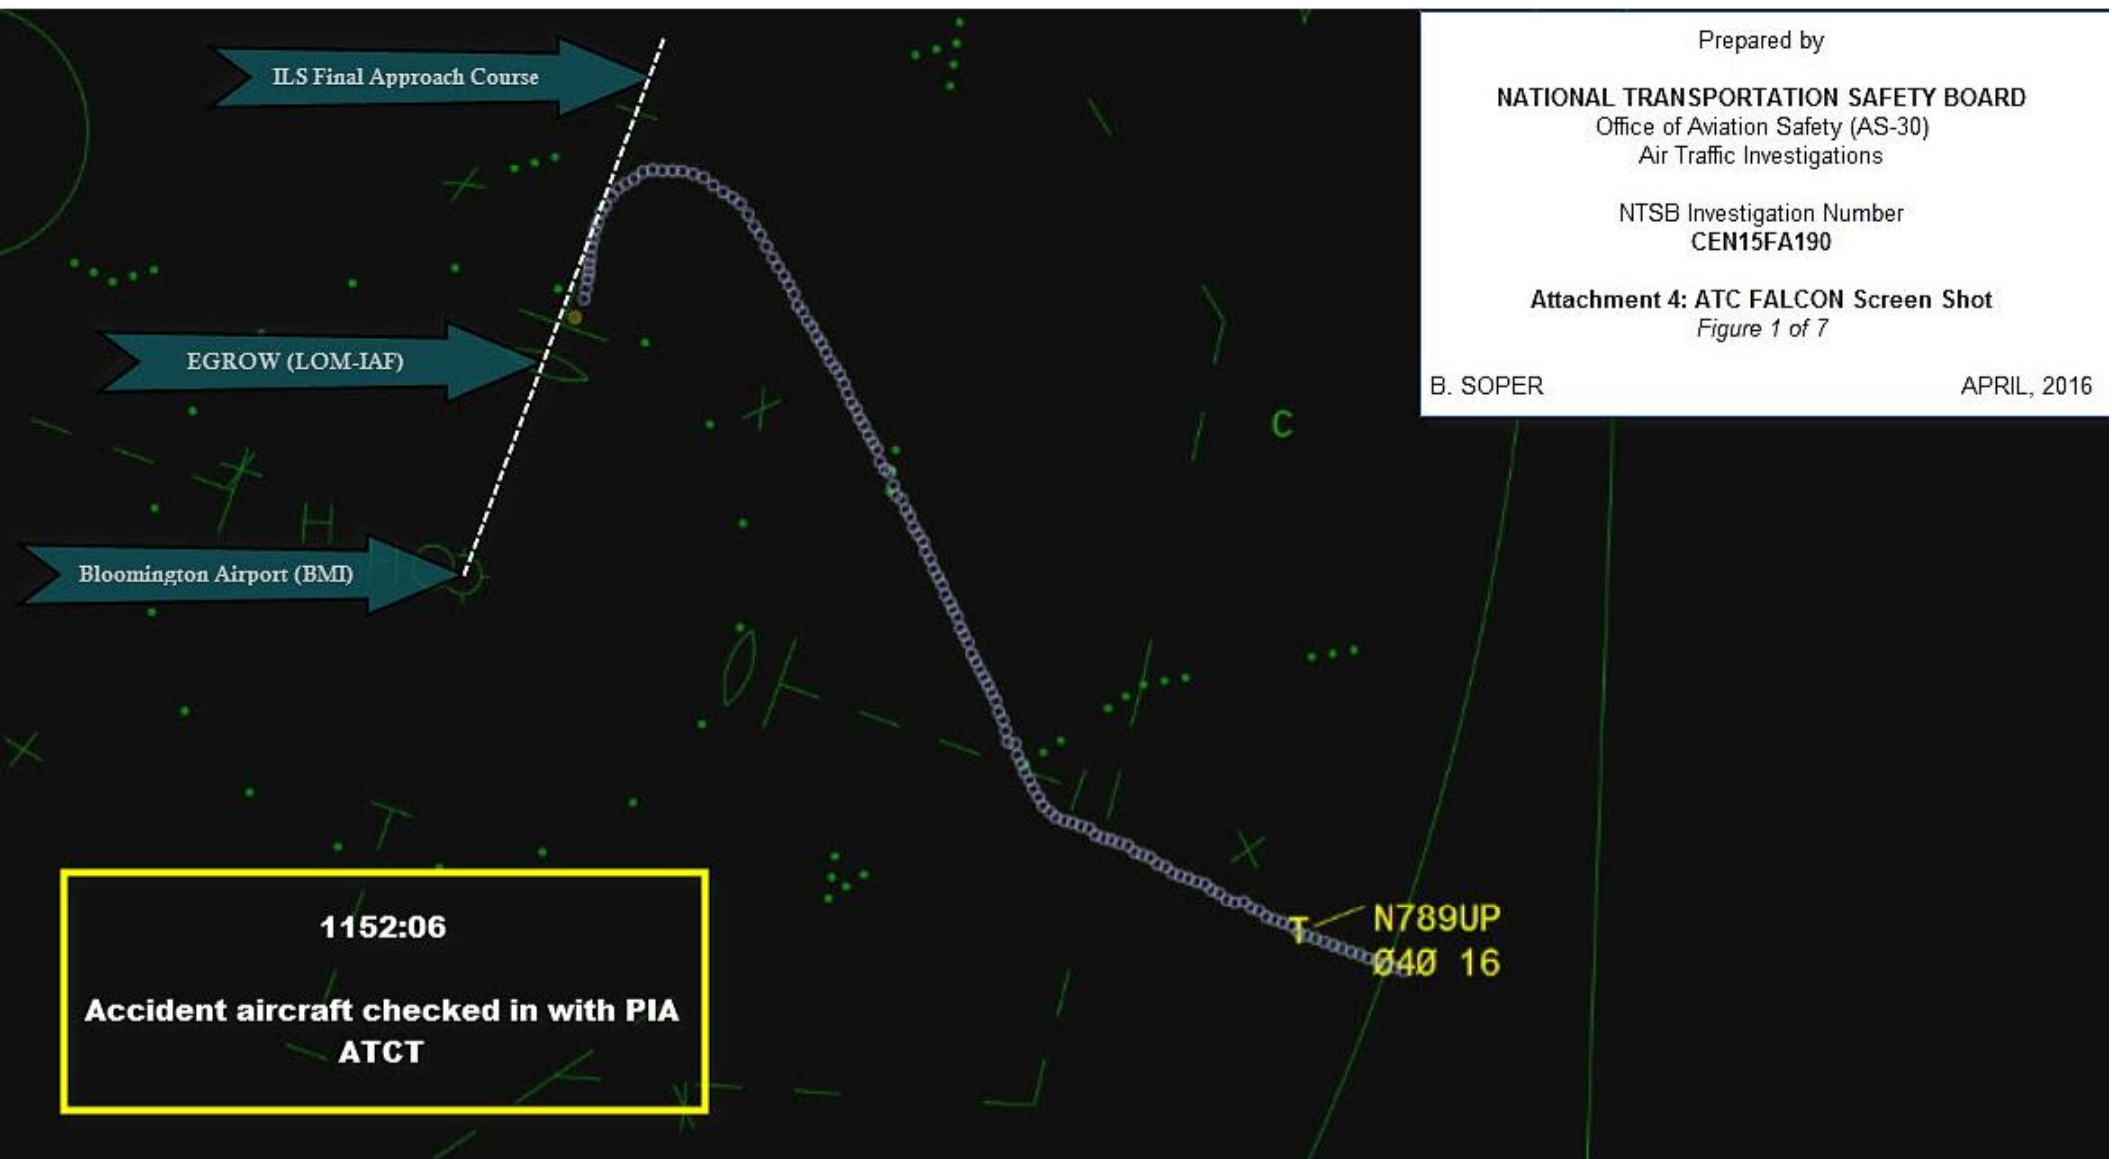 ILS Final Approach Course
EGROW (LOM-IAF)
H
Bloomington Airport (BMI)
Prepared by
NATIONAL TRANSPORTATION SAFETY BOARD
Office of Aviation Safety (AS-30)
Air Traffic Investigations
NTSB Investigation Number
CEN15FA190
Attachment 4: ATC FALCON Screen Shot
Figure 1 of 7
B. SOPER APRIL, 2016
C
T
N789UP
Ø4Ø 16
1152:06
Accident aircraft checked in with PIA
ATCT